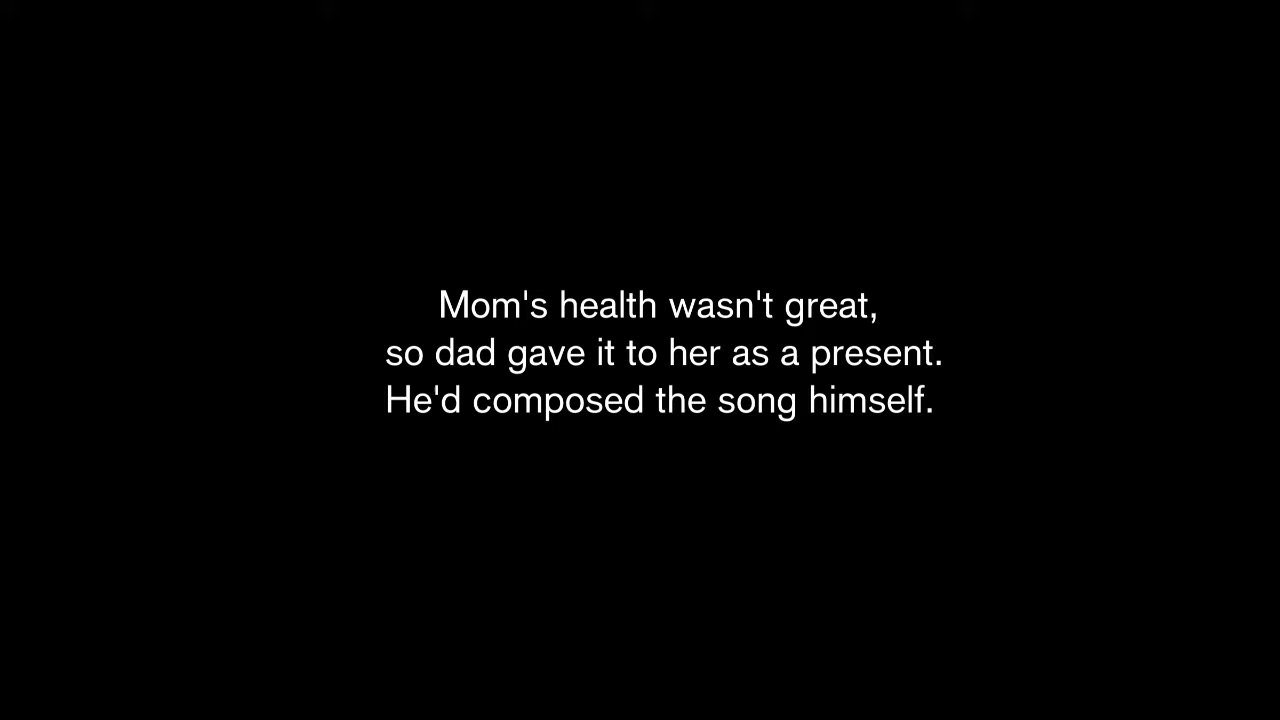 Mom's health wasn't great,
so dad gave it to her as a present.
He'd composed the song himself.